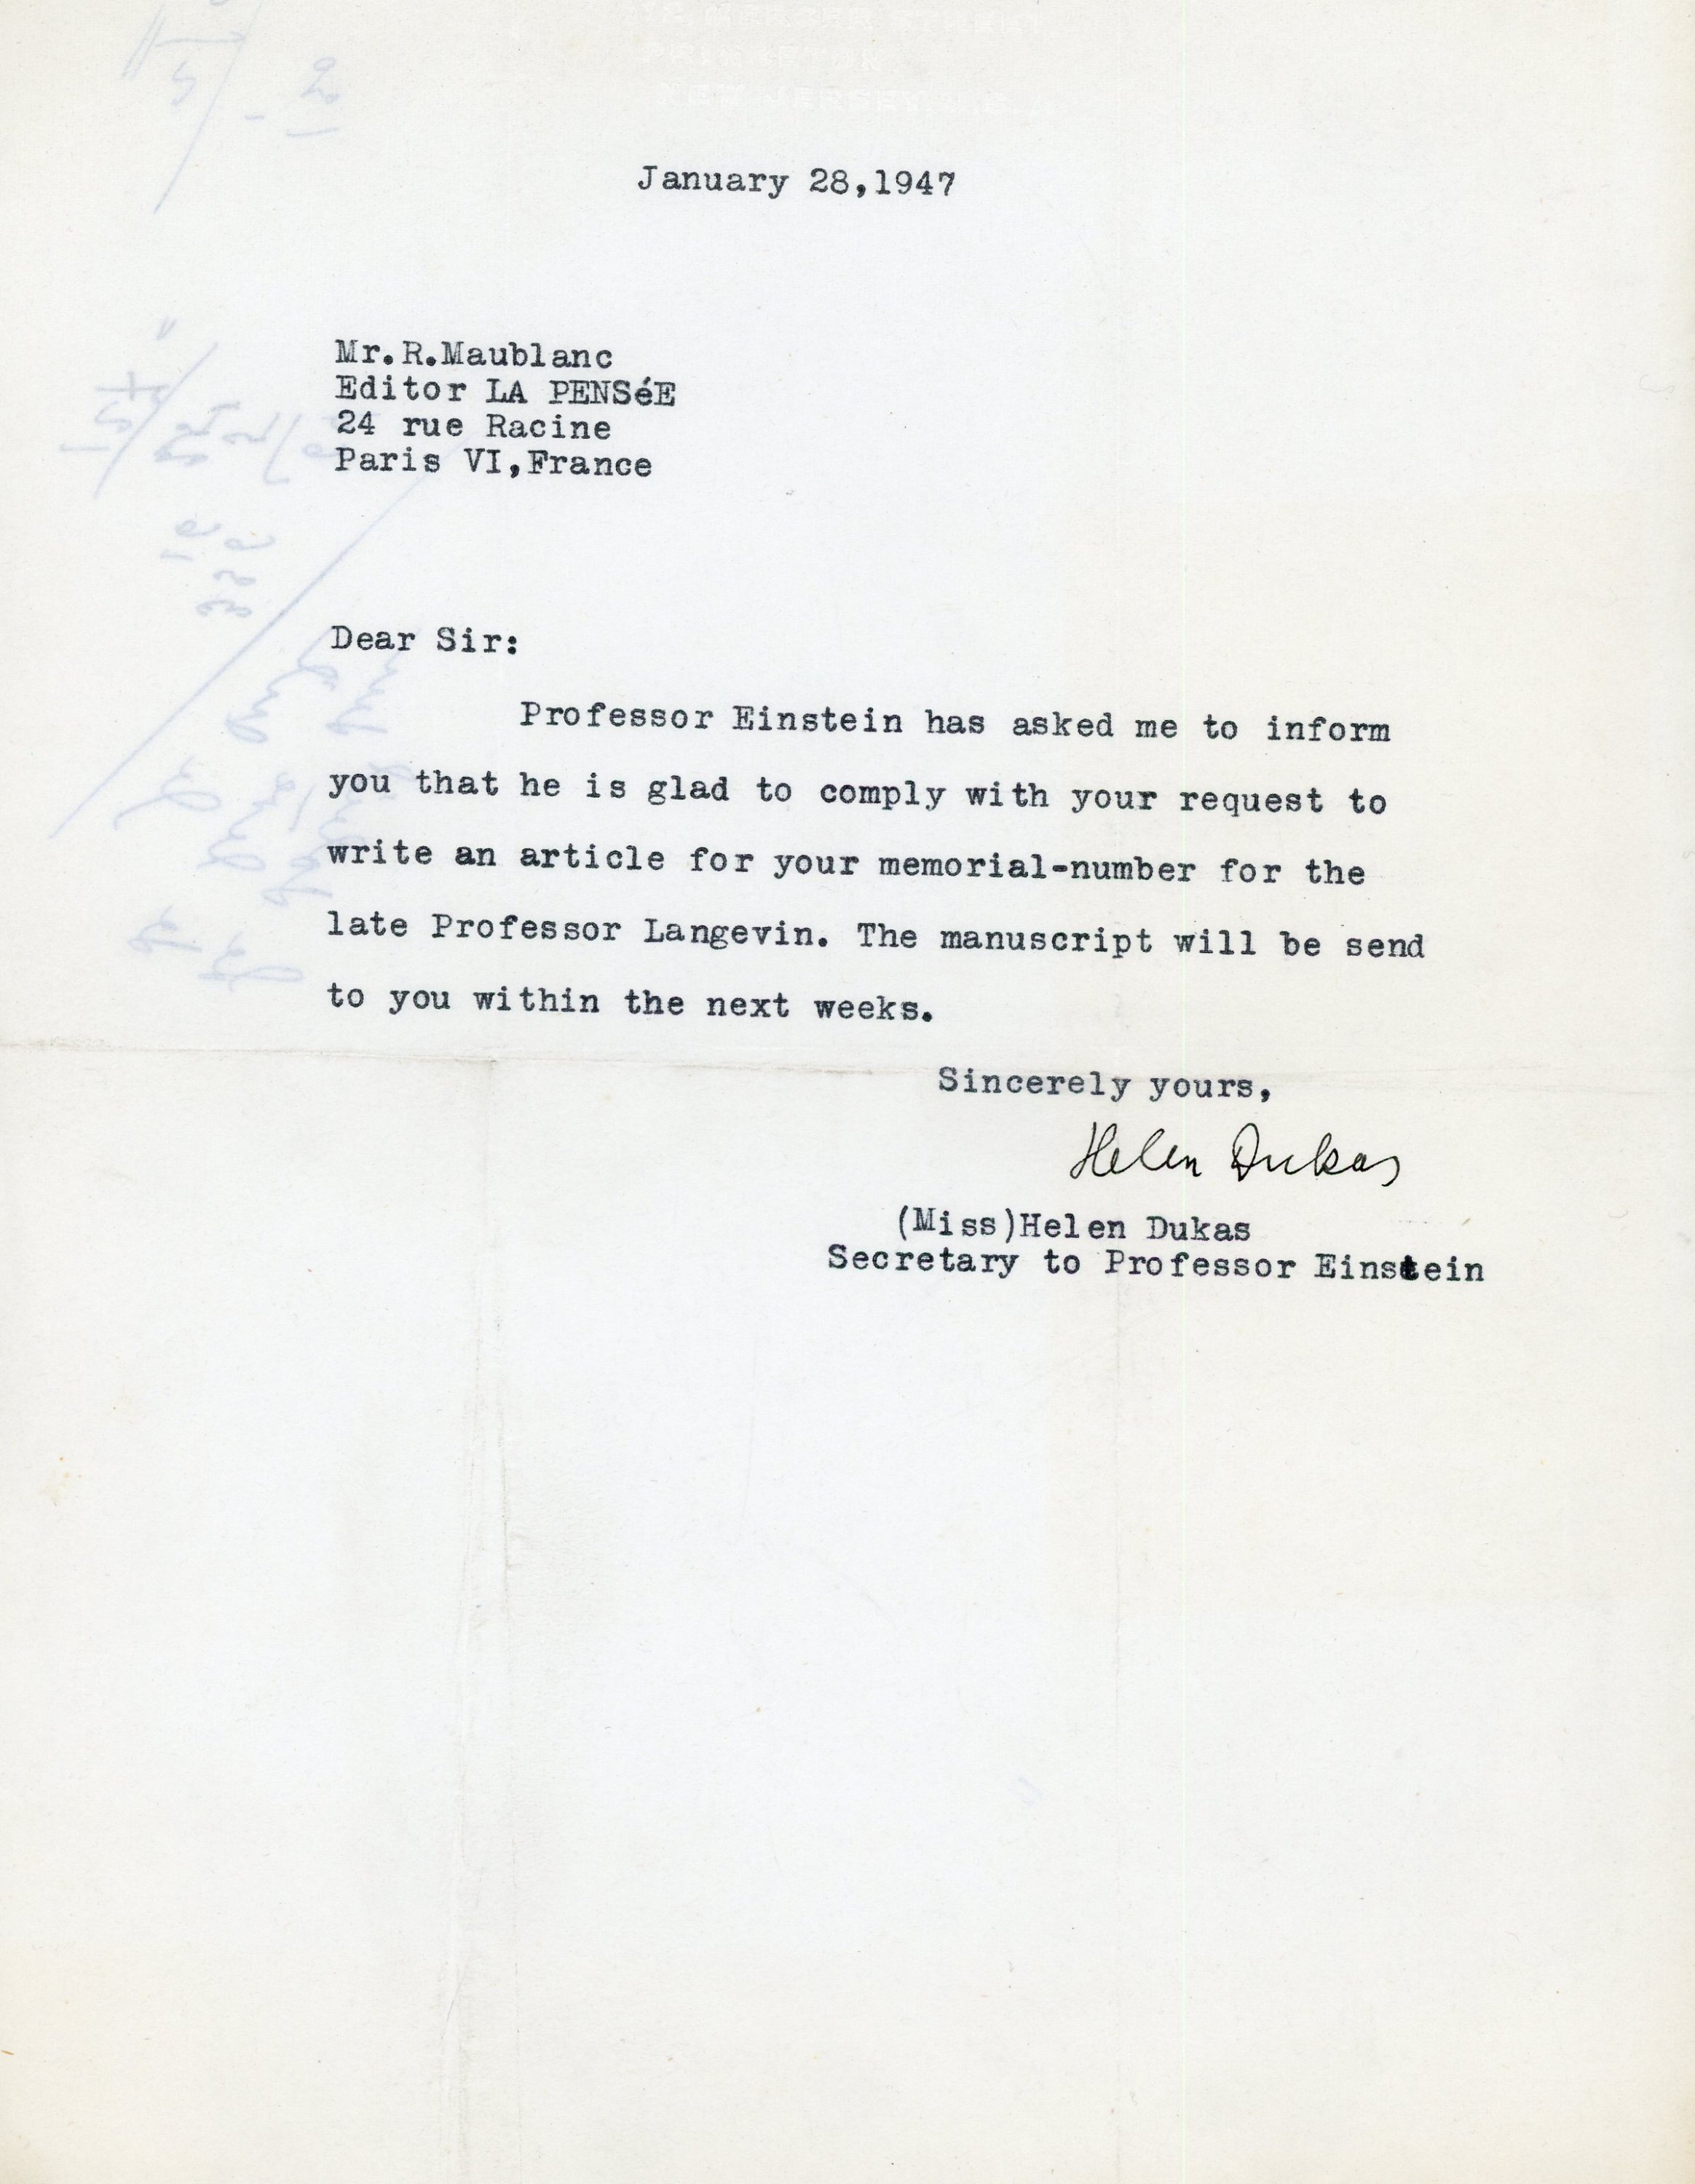 January 28,1947
Mr.R.Maublanc
Editor LA PENSéE
24 rue Racine
Paris VI,France
Dear Sir:
Professor Einstein has asked me to inform
you that he is glad to comply with your request to
write an article for your memorial-number for the
late Professor Langevin. The manuscript will be send
to you within the next weeks.
Sincerely yours,
Helen Dukas
(Miss)Helen Dukas
Secretary to Professor Einstein